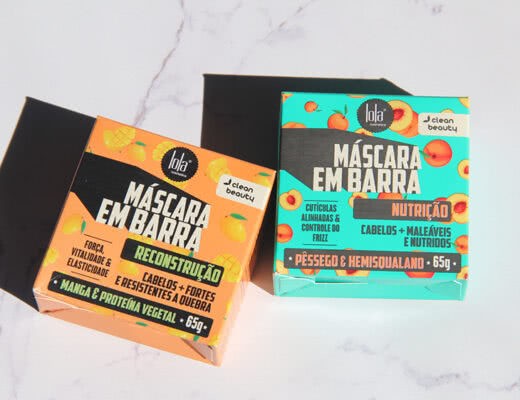 lola
cosmetics
clean
beauty
MÁSCARA
EM BARRA
RECONSTRUÇÃO
FORÇA,
VITALIDADE &
ELASTICIDADE
CABELOS + FORTES
E RESISTENTES A QUEBRA
MANGA & PROTEÍNA VEGETAL • 65g •
lola
cosmetics
clean
beauty
MÁSCARA
EM BARRA
NUTRIÇÃO
CUTÍCULAS
ALINHADAS &
CONTROLE DO
FRIZZ
CABELOS + MALEÁVEIS
E NUTRIDOS
• PÊSSEGO & HEMISQUALANO • 65g •